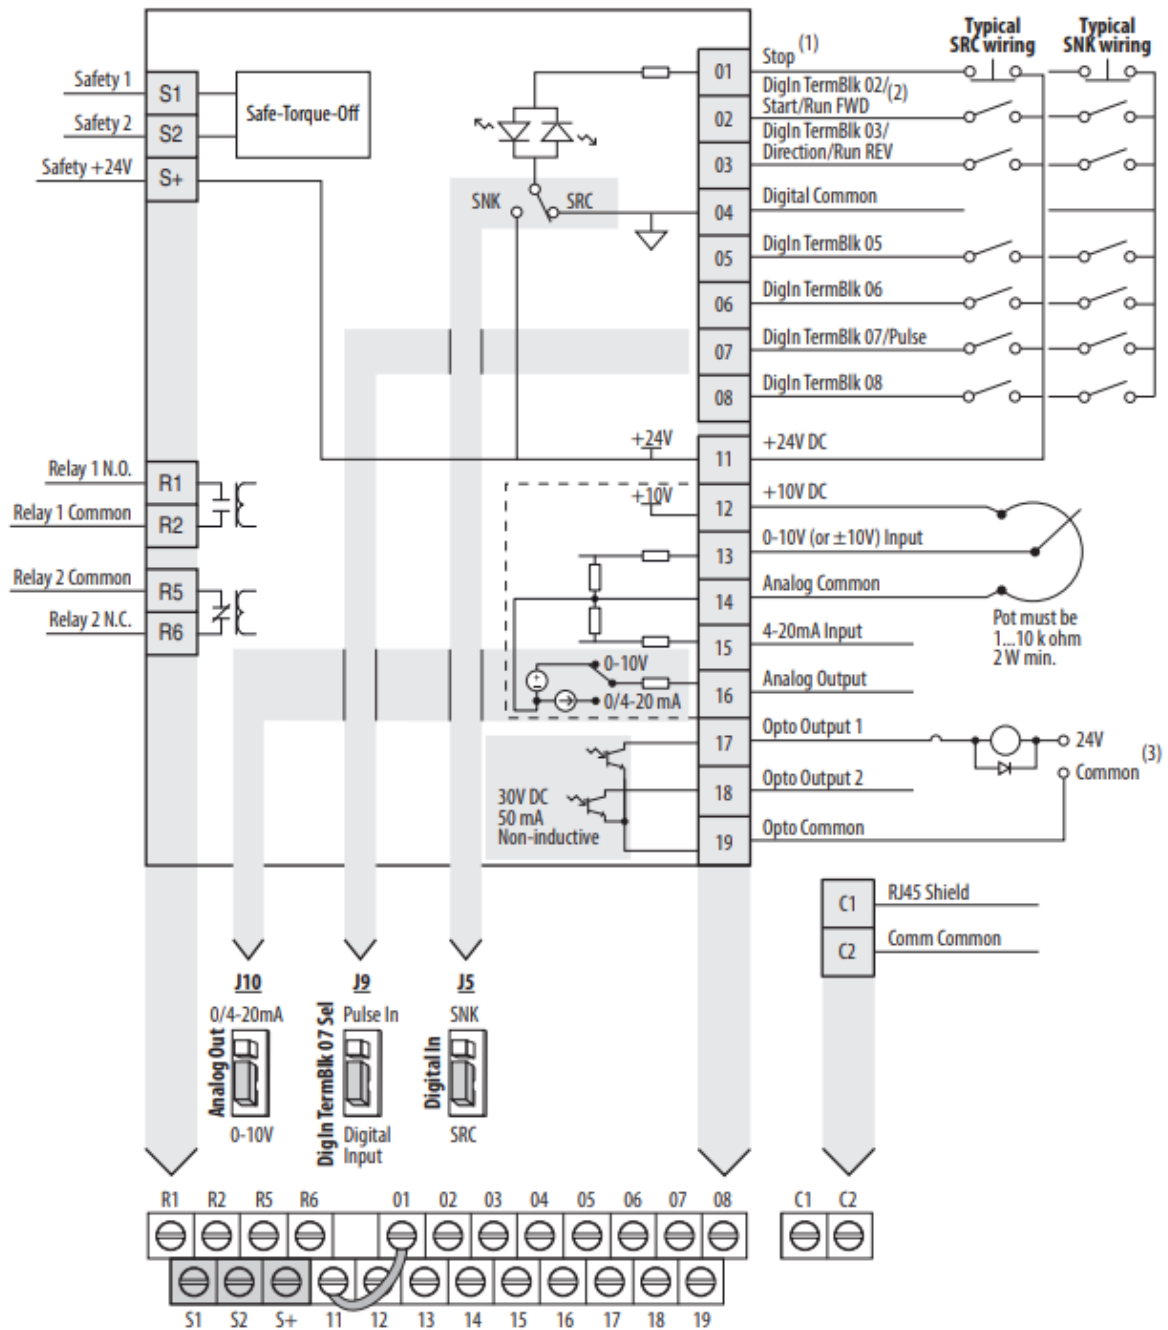 Typical
SRC wiring
Typical
SNK wiring
Safety 1
S1
Safe-Torque-Off
Safety 2
S2
Safety +24V
S+
SNK
SRC
01
Stop (1)
02
DigIn TermBlk 02/ (2)
Start/Run FWD
03
DigIn TermBlk 03/
Direction/Run REV
04
Digital Common
05
DigIn TermBlk 05
06
DigIn TermBlk 06
07
DigIn TermBlk 07/Pulse
08
DigIn TermBlk 08
+24V
11
+24V DC
Relay 1 N.O.
R1
Relay 1 Common
R2
Relay 2 Common
R5
Relay 2 N.C.
R6
+10V
12
+10V DC
13
0-10V (or ±10V) Input
14
Analog Common
Pot must be
1...10 k ohm
2 W min.
15
4-20mA Input
0-10V
0/4-20 mA
16
Analog Output
17
Opto Output 1
24V
Common
(3)
18
Opto Output 2
30V DC
50 mA
Non-inductive
19
Opto Common
C1
RJ45 Shield
C2
Comm Common
J10
0/4-20mA
Analog Out
0-10V
J9
Pulse In
DigIn TermBlk 07 Sel
Digital
Input
J5
SNK
Digital In
SRC
R1 R2 R5 R6 01 02 03 04 05 06 07 08 C1 C2
S1 S2 S+ 11 12 13 14 15 16 17 18 19